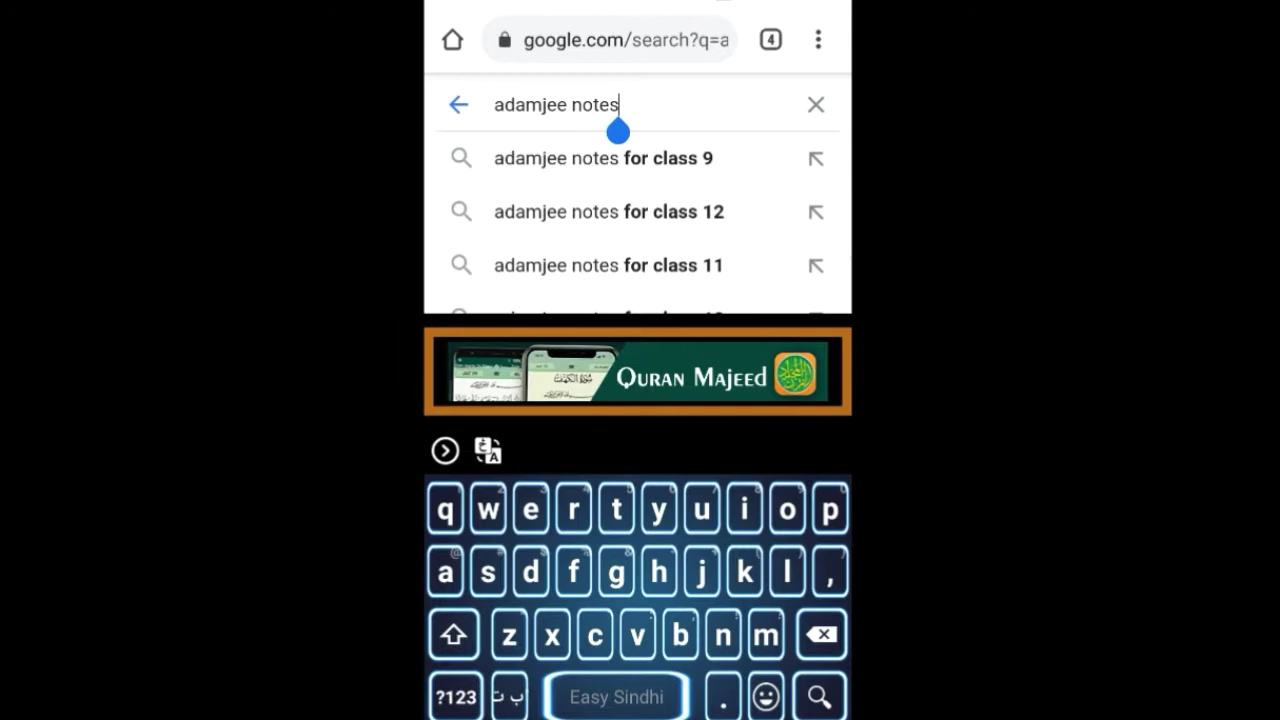 google.com/search?q=a
4
adamjee notes
adamjee notes for class 9
adamjee notes for class 12
adamjee notes for class 11
QURAN MAJEED
q w e r t y u i o p
a s d f g h j k l ,
z x c v b n m
?123 ب ت Easy Sindhi .